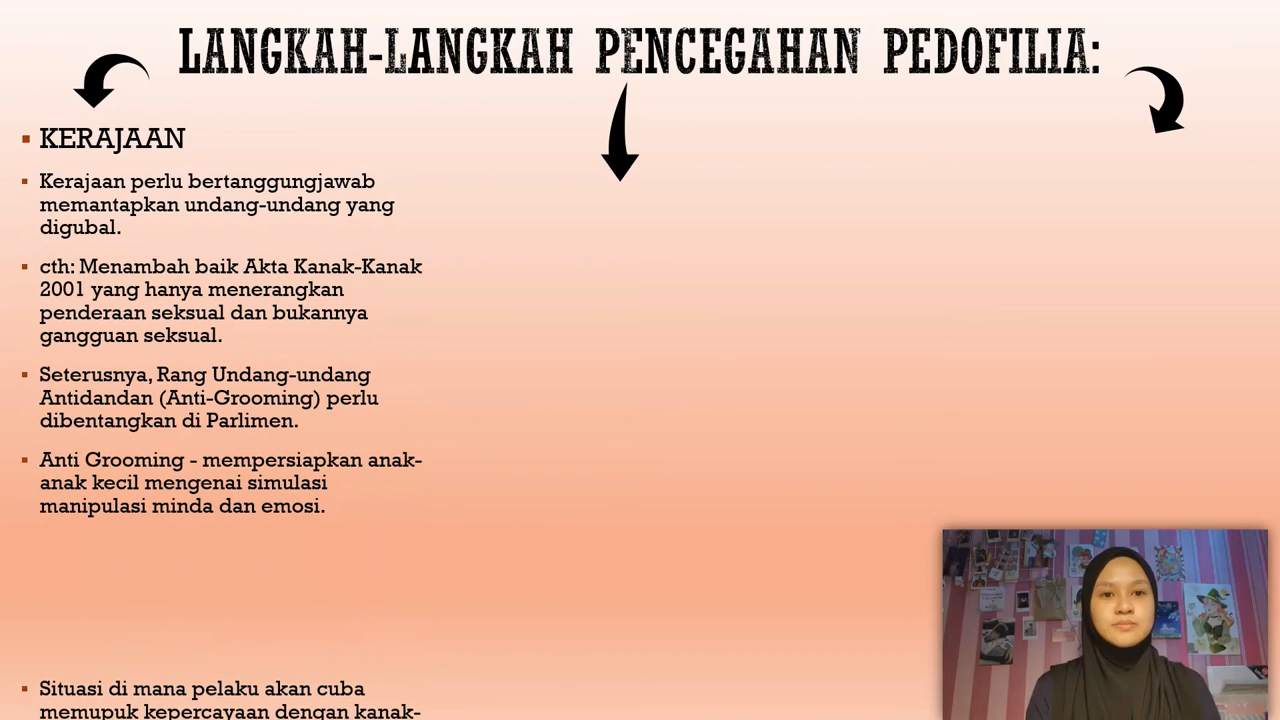 LANGKAH-LANGKAH PENCEGAHAN PEDOFILIA:
KERAJAAN
Kerajaan perlu bertanggungjawab
memantapkan undang-undang yang
digubal.
cth: Menambah baik Akta Kanak-Kanak
2001 yang hanya menerangkan
penderaan seksual dan bukannya
gangguan seksual.
Seterusnya, Rang Undang-undang
Antidandan (Anti-Grooming) perlu
dibentangkan di Parlimen.
Anti Grooming - mempersiapkan anak-
anak kecil mengenai simulasi
manipulasi minda dan emosi.
Situasi di mana pelaku akan cuba
memupuk kepercayaan dengan kanak-